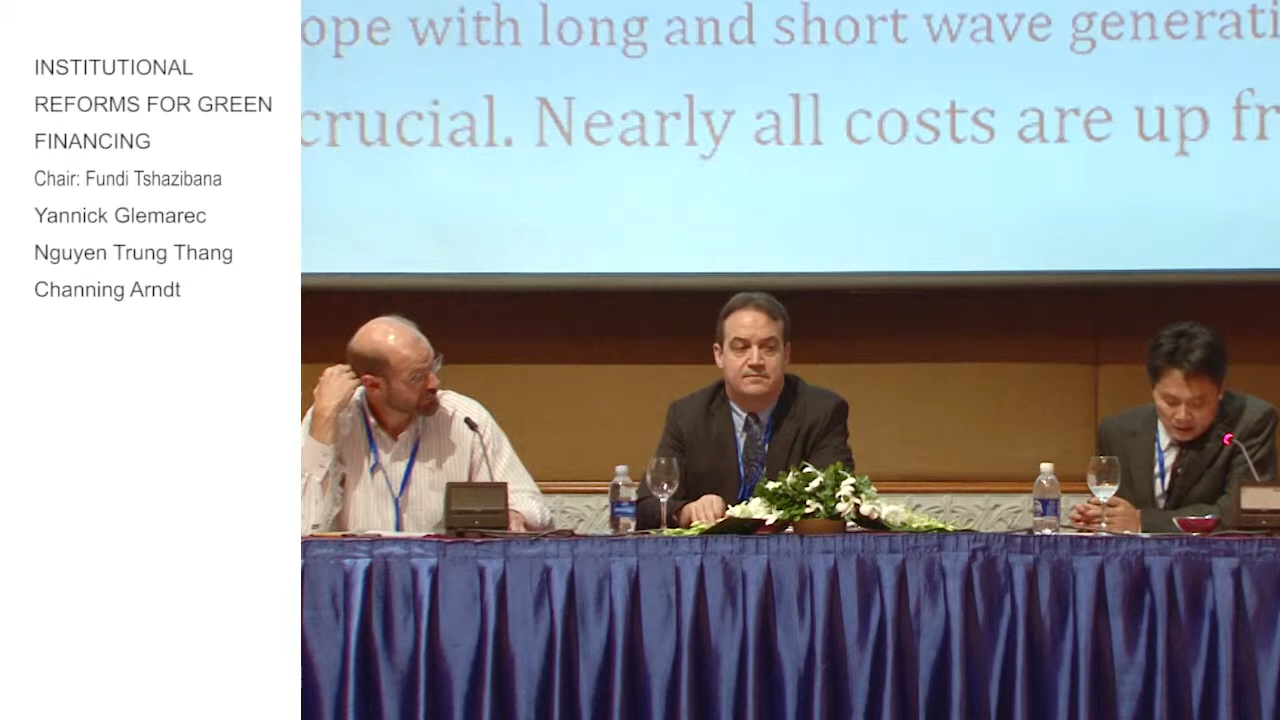 INSTITUTIONAL
REFORMS FOR GREEN
FINANCING
Chair: Fundi Tshazibana
Yannick Glemarec
Nguyen Trung Thang
Channing Arndt
ope with long and short wave generati
crucial. Nearly all costs are up fr